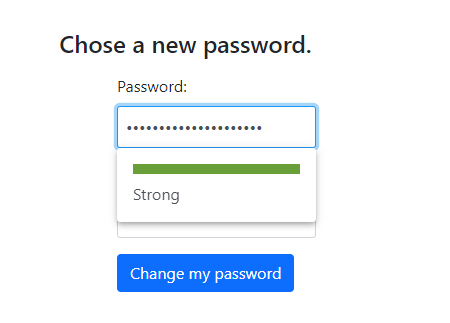 Chose a new password.
Password:
•••••••••••••••••••••
Strong
Change my password